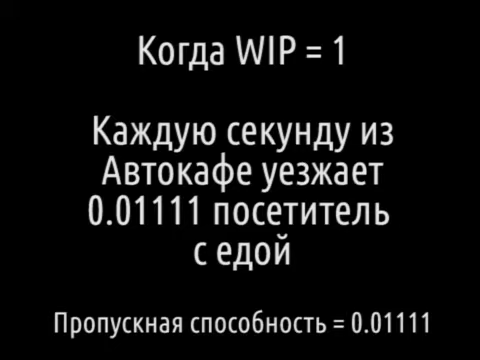 Когда WIP = 1
Каждую секунду из
Автокафе уезжает
0.01111 посетитель
с едой
Пропускная способность = 0.01111